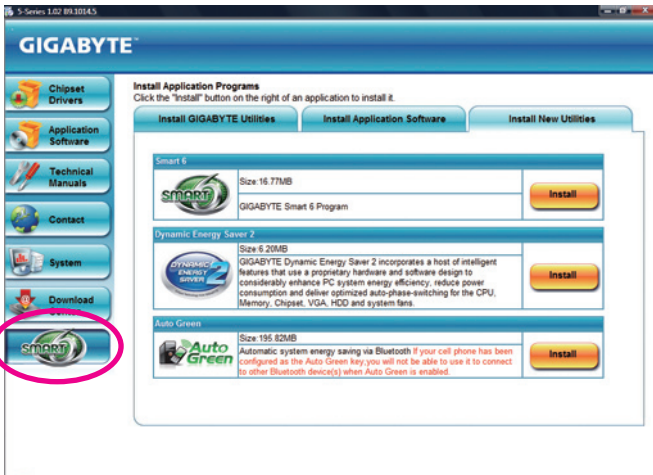 5-Series 1.02 B9.1014.5
GIGABYTE™
Chipset
Drivers
Application
Software
Technical
Manuals
Contact
System
Download
Center
SMART
Install Application Programs
Click the "Install" button on the right of an application to install it.
Install GIGABYTE Utilities
Install Application Software
Install New Utilities
Smart 6
SMART
Size:16.77MB
GIGABYTE Smart 6 Program
Install
Dynamic Energy Saver 2
DYNAMIC
ENERGY
SAVER
2
Size:6.20MB
GIGABYTE Dynamic Energy Saver 2 incorporates a host of intelligent
features that use a proprietary hardware and software design to
considerably enhance PC system energy efficiency, reduce power
consumption and deliver optimized auto-phase-switching for the CPU,
Memory, Chipset, VGA, HDD and system fans.
Install
Auto Green
Auto
Green
Size:195.82MB
Automatic system energy saving via Bluetooth If your cell phone has been
configured as the Auto Green key,you will not be able to use it to connect
to other Bluetooth device(s) when Auto Green is enabled.
Install